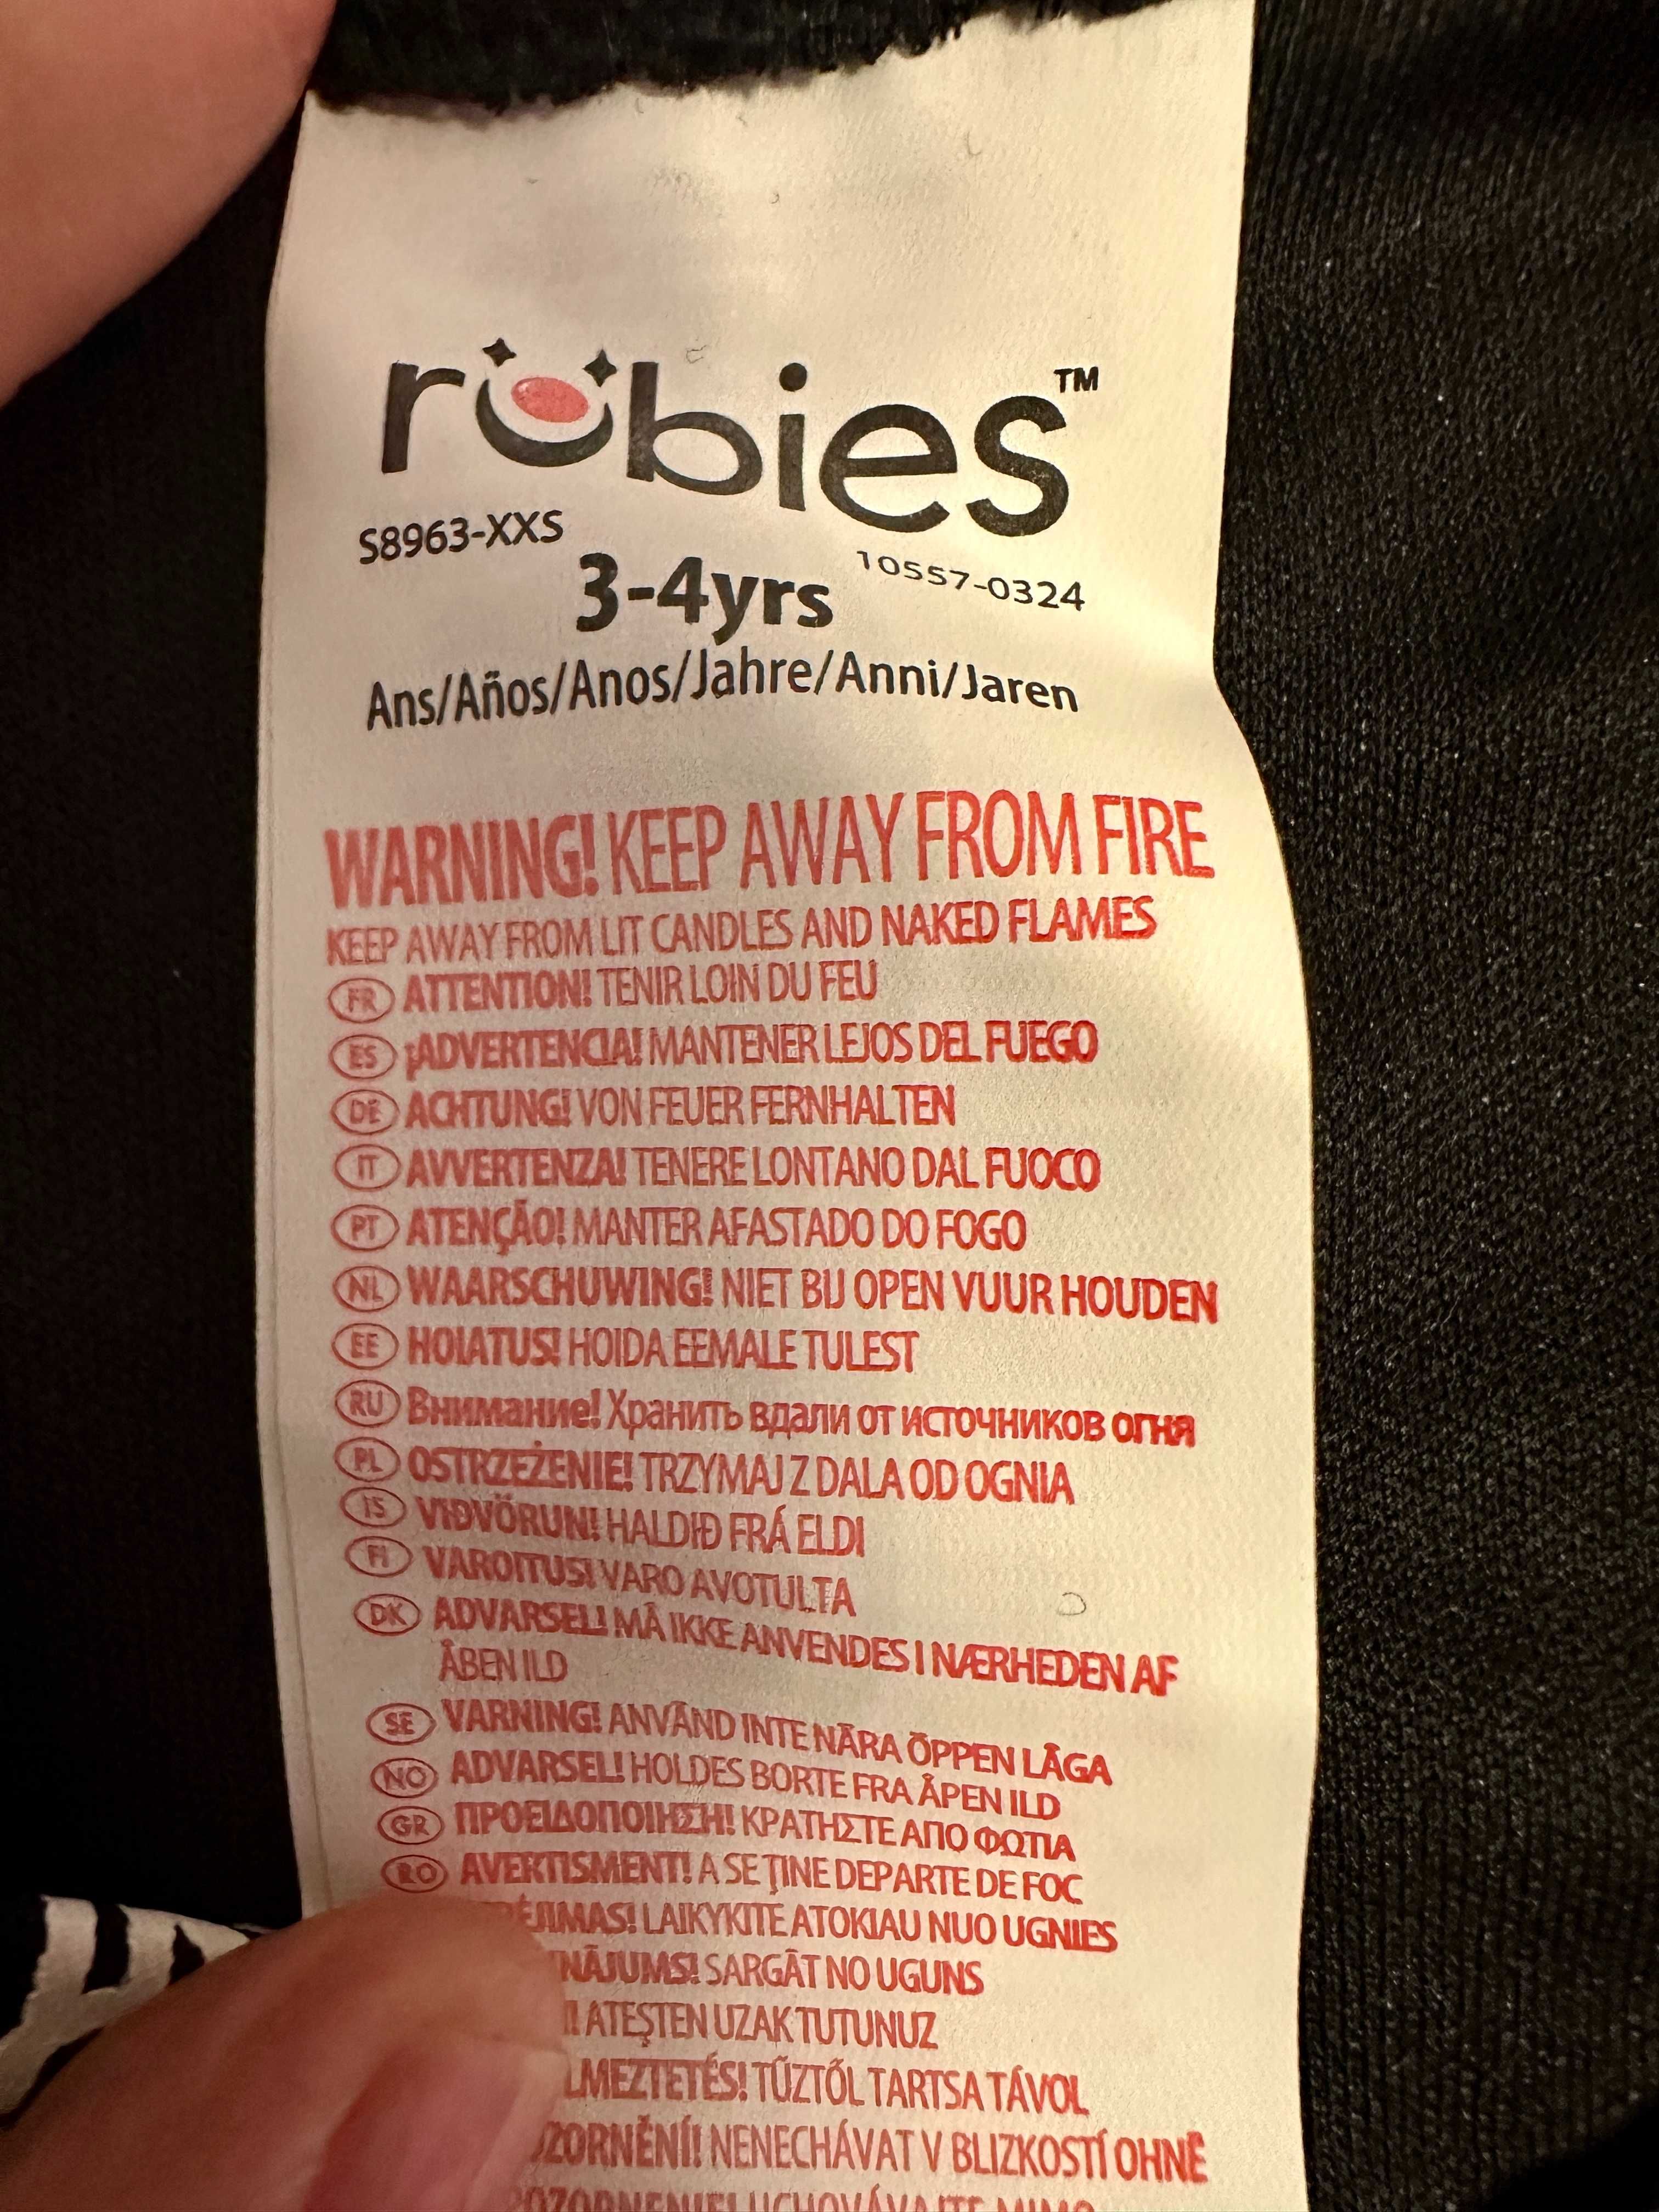 rubies™
S8963-XXS
10557-0324
3-4yrs
Ans/Años/Anos/Jahre/Anni/Jaren
WARNING! KEEP AWAY FROM FIRE
KEEP AWAY FROM LIT CANDLES AND NAKED FLAMES
FR ATTENTION! TENIR LOIN DU FEU
ES ¡ADVERTENCIA! MANTENER LEJOS DEL FUEGO
DE ACHTUNG! VON FEUER FERNHALTEN
IT AVVERTENZA! TENERE LONTANO DAL FUOCO
PT ATENÇÃO! MANTER AFASTADO DO FOGO
NL WAARSCHUWING! NIET BIJ OPEN VUUR HOUDEN
EE HOIATUS! HOIDA EEMALE TULEST
RU Внимание! Хранить вдали от источников огня
PL OSTRZEŻENIE! TRZYMAJ Z DALA OD OGNIA
IS VIÐVÖRUN! HALDIÐ FRÁ ELDI
FI VAROITUS! VARO AVOTULTA
DK ADVARSEL! MÅ IKKE ANVENDES I NÆRHEDEN AF
ÅBEN ILD
SE VARNING! ANVÄND INTE NÄRA ÖPPEN LÅGA
NO ADVARSEL! HOLDES BORTE FRA ÅPEN ILD
GR ΠΡΟΕΙΔΟΠΟΙΗΣΗ! ΚΡΑΤΗΣΤΕ ΑΠΟ ΦΩΤΙΑ
RO AVERTISMENT! A SE ȚINE DEPARTE DE FOC
ĖJIMAS! LAIKYKITE ATOKIAU NUO UGNIES
NĀJUMS! SARGĀT NO UGUNS
! ATEŞTEN UZAK TUTUNUZ
LMEZTETÉS! TŰZTŐL TARTSA TÁVOL
OZORNĚNÍ! NENECHÁVAT V BLIZKOSTÍ OHNĚ